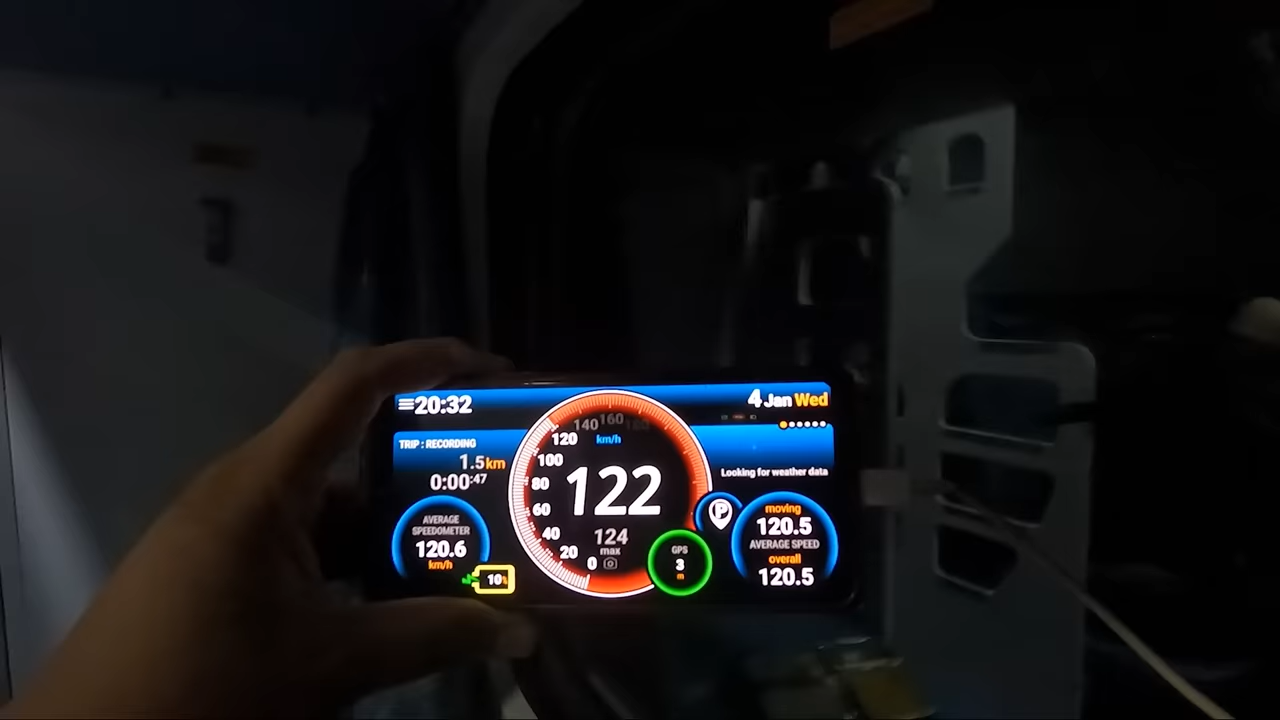 20:32
4 Jan Wed
TRIP : RECORDING
1.5 km
0:00:47
AVERAGE
SPEEDOMETER
120.6
km/h
10%
140
160
120
km/h
100
80
60
40
20
0
122
124
max
GPS
3
m
P
Looking for weather data
moving
120.5
AVERAGE SPEED
overall
120.5